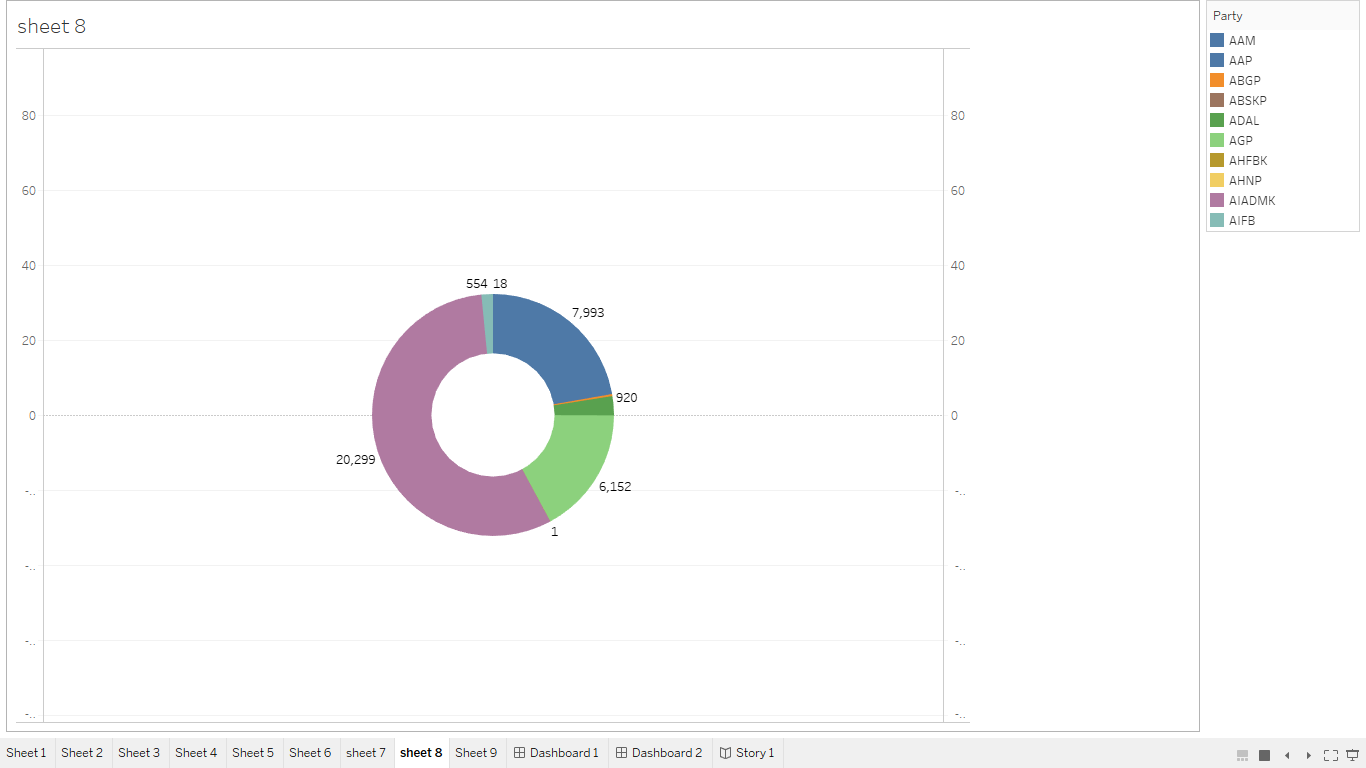 sheet 8
Party
AAM
AAP
ABGP
ABSKP
ADAL
AGP
AHFBK
AHNP
AIADMK
AIFB
80 80
60 60
40 40
554 18
7,993
20 20
920
0 0
20,299
6,152
-.. -..
1
-.. -..
-.. -..
-.. -..
Sheet 1 Sheet 2 Sheet 3 Sheet 4 Sheet 5 Sheet 6 sheet 7 sheet 8 Sheet 9 Dashboard 1 Dashboard 2 Story 1